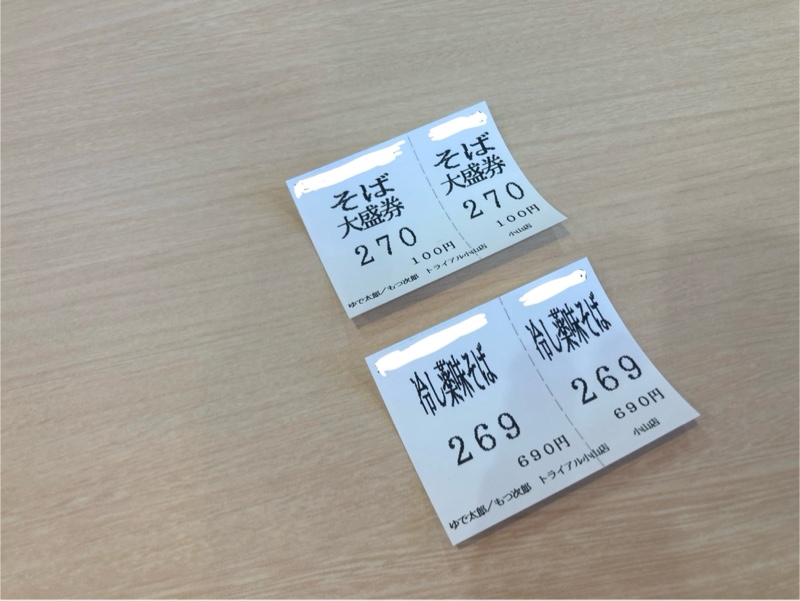 そば
大盛券
270
100円
ゆで太郎/もつ次郎 トライアル小山店
そば
大盛券
270
100円
小山店
冷し薬味そば
269
690円
ゆで太郎/もつ次郎 トライアル小山店
冷し薬味そば
269
690円
小山店